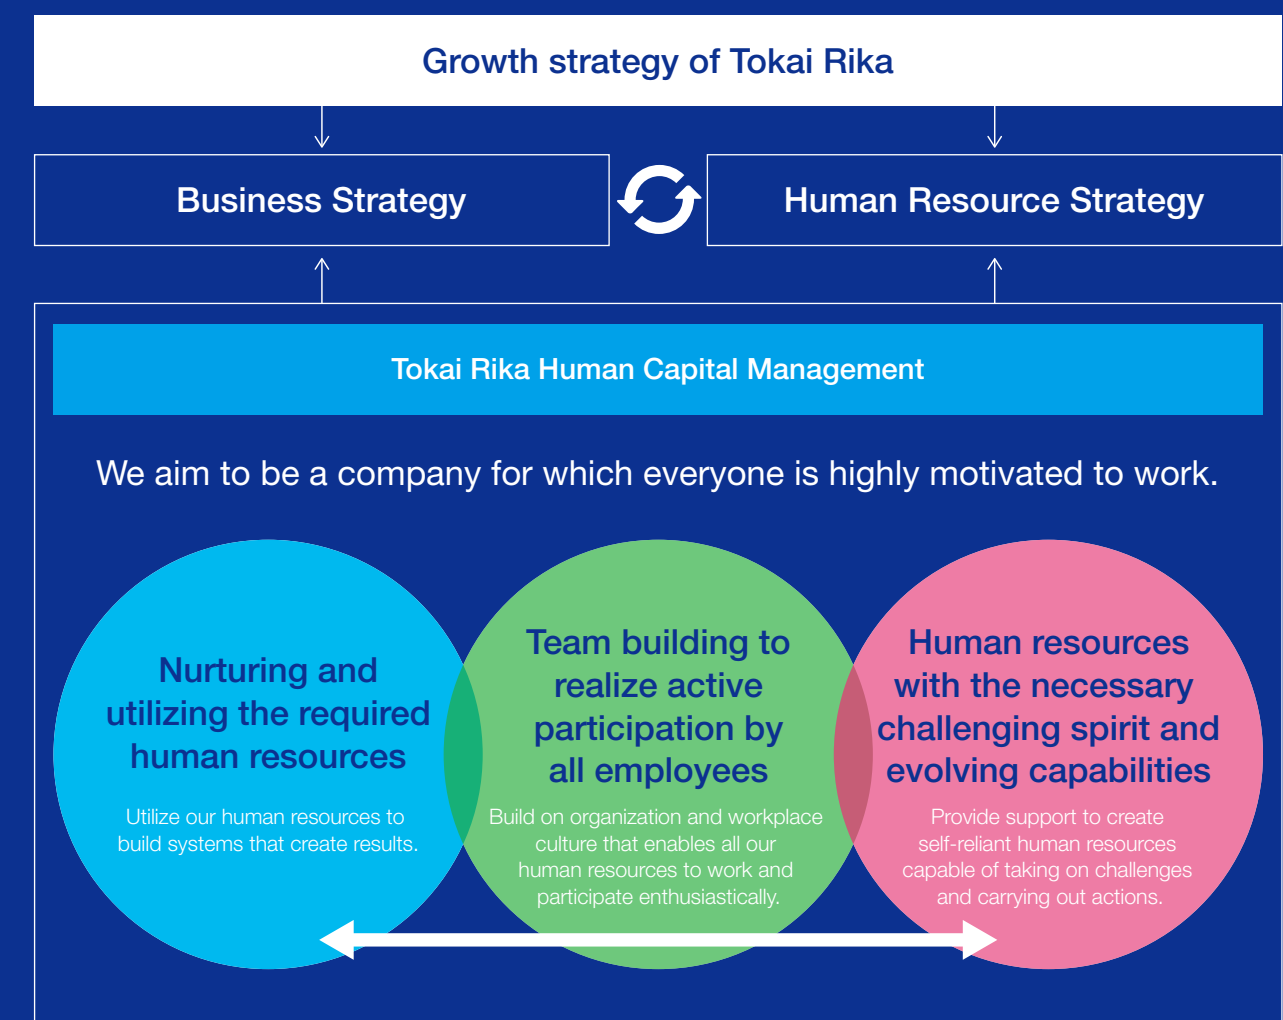 Growth strategy of Tokai Rika
Business Strategy
Human Resource Strategy
Tokai Rika Human Capital Management
We aim to be a company for which everyone is highly motivated to work.
Nurturing and
utilizing the required
human resources
Utilize our human resources to
build systems that create results.
Team building to
realize active
participation by
all employees
Build on organization and workplace
culture that enables all our
human resources to work and
participate enthusiastically.
Human resources
with the necessary
challenging spirit and
evolving capabilities
Provide support to create
self-reliant human resources
capable of taking on challenges
and carrying out actions.